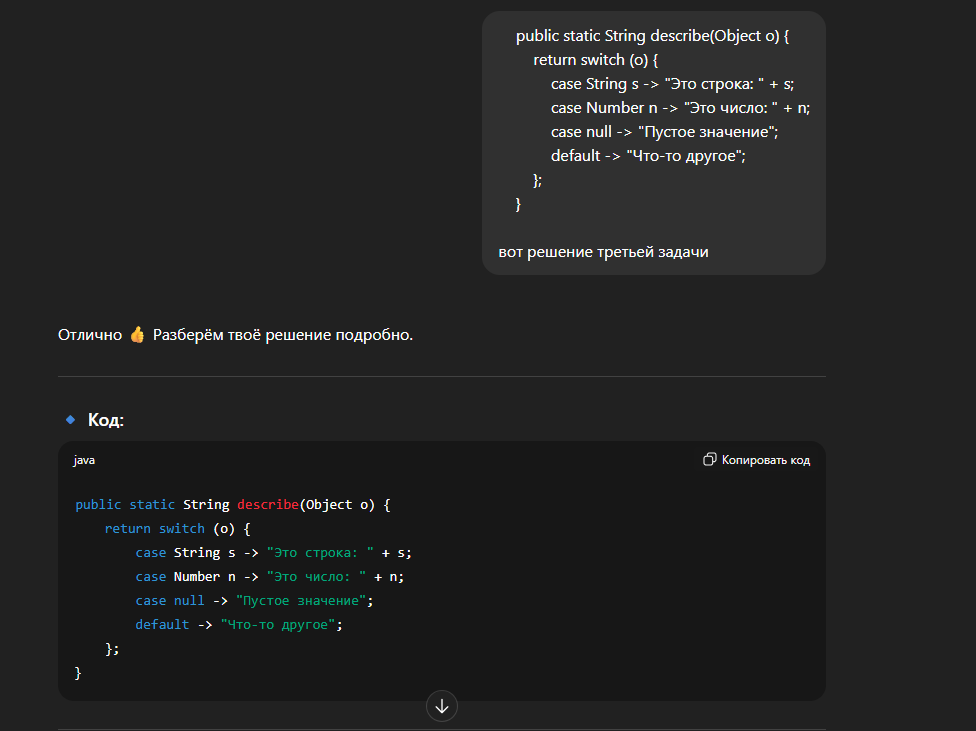 public static String describe(Object o) {
return switch (o) {
case String s -> "Это строка: " + s;
case Number n -> "Это число: " + n;
case null -> "Пустое значение";
default -> "Что-то другое";
};
}
вот решение третьей задачи
Отлично 👍 Разберём твоё решение подробно.
🔹 Код:
java
Копировать код
public static String describe(Object o) {
return switch (o) {
case String s -> "Это строка: " + s;
case Number n -> "Это число: " + n;
case null -> "Пустое значение";
default -> "Что-то другое";
};
}